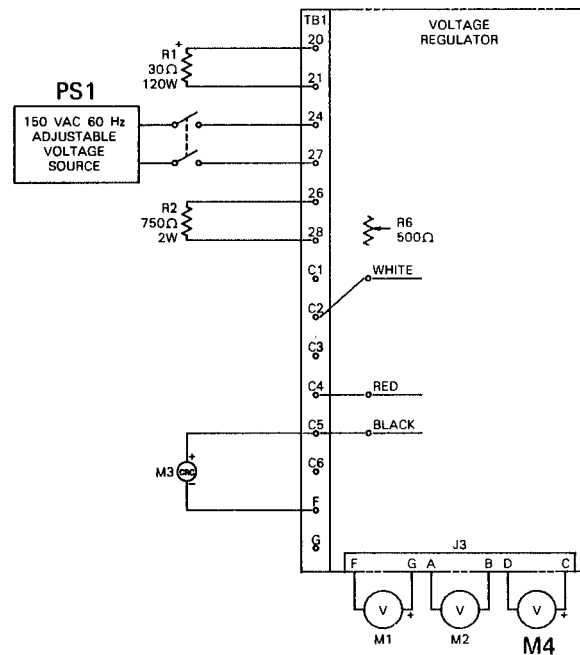 TB1
VOLTAGE
REGULATOR
20
+
R1
30Ω
120W
21
PS1
150 VAC 60 Hz
ADJUSTABLE
VOLTAGE
SOURCE
24
27
26
R2
750Ω
2W
28
R6
500Ω
C1
WHITE
C2
C3
C4
RED
C5
BLACK
+
M3
CRC
–
C6
F
G
J3
F G A B D C
V + V V +
M1 M2 M4